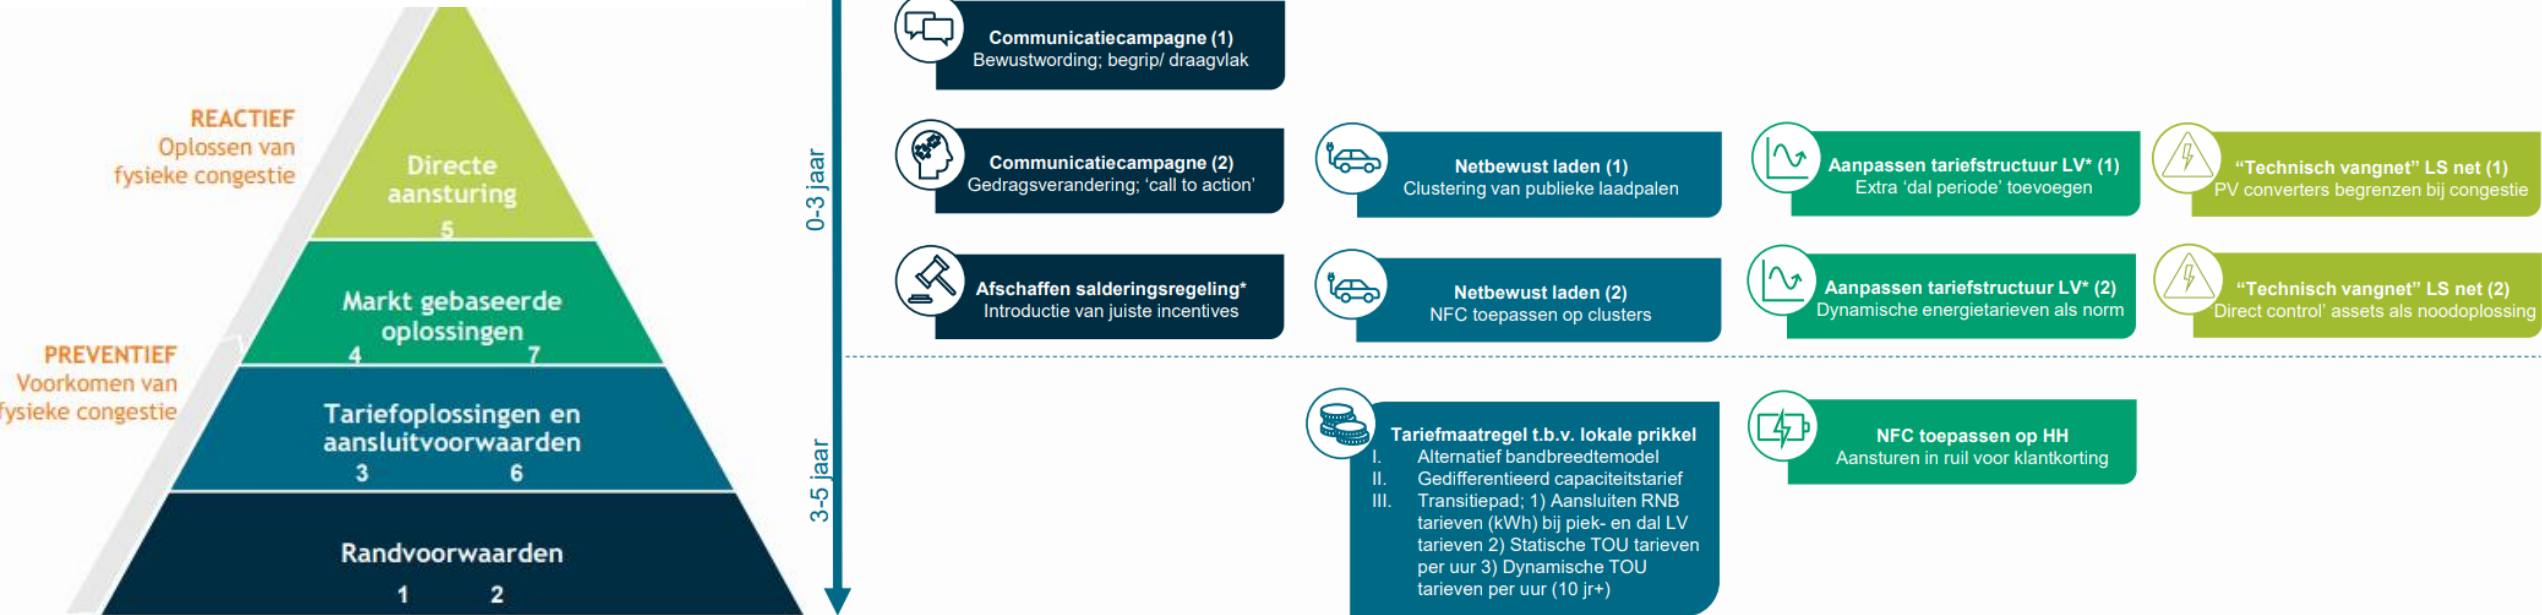 REACTIEF
Oplossen van
fysieke congestie
PREVENTIEF
Voorkomen van
fysieke congestie
Directe
aansturing
5
Markt gebaseerde
oplossingen
4 7
Tariefoplossingen en
aansluitvoorwaarden
3 6
Randvoorwaarden
1 2
0-3 jaar
3-5 jaar
Communicatiecampagne (1)
Bewustwording; begrip/ draagvlak
Communicatiecampagne (2)
Gedragsverandering; ‘call to action’
Netbewust laden (1)
Clustering van publieke laadpalen
Aanpassen tariefstructuur LV* (1)
Extra ‘dal periode’ toevoegen
“Technisch vangnet” LS net (1)
PV converters begrenzen bij congestie
Afschaffen salderingsregeling*
Introductie van juiste incentives
Netbewust laden (2)
NFC toepassen op clusters
Aanpassen tariefstructuur LV* (2)
Dynamische energietarieven als norm
“Technisch vangnet” LS net (2)
Direct control’ assets als noodoplossing
Tariefmaatregel t.b.v. lokale prikkel
I. Alternatief bandbreedtemodel
II. Gedifferentieerd capaciteitstarief
III. Transitiepad; 1) Aansluiten RNB
tarieven (kWh) bij piek- en dal LV
tarieven 2) Statische TOU tarieven
per uur 3) Dynamische TOU
tarieven per uur (10 jr+)
NFC toepassen op HH
Aansturen in ruil voor klantkorting